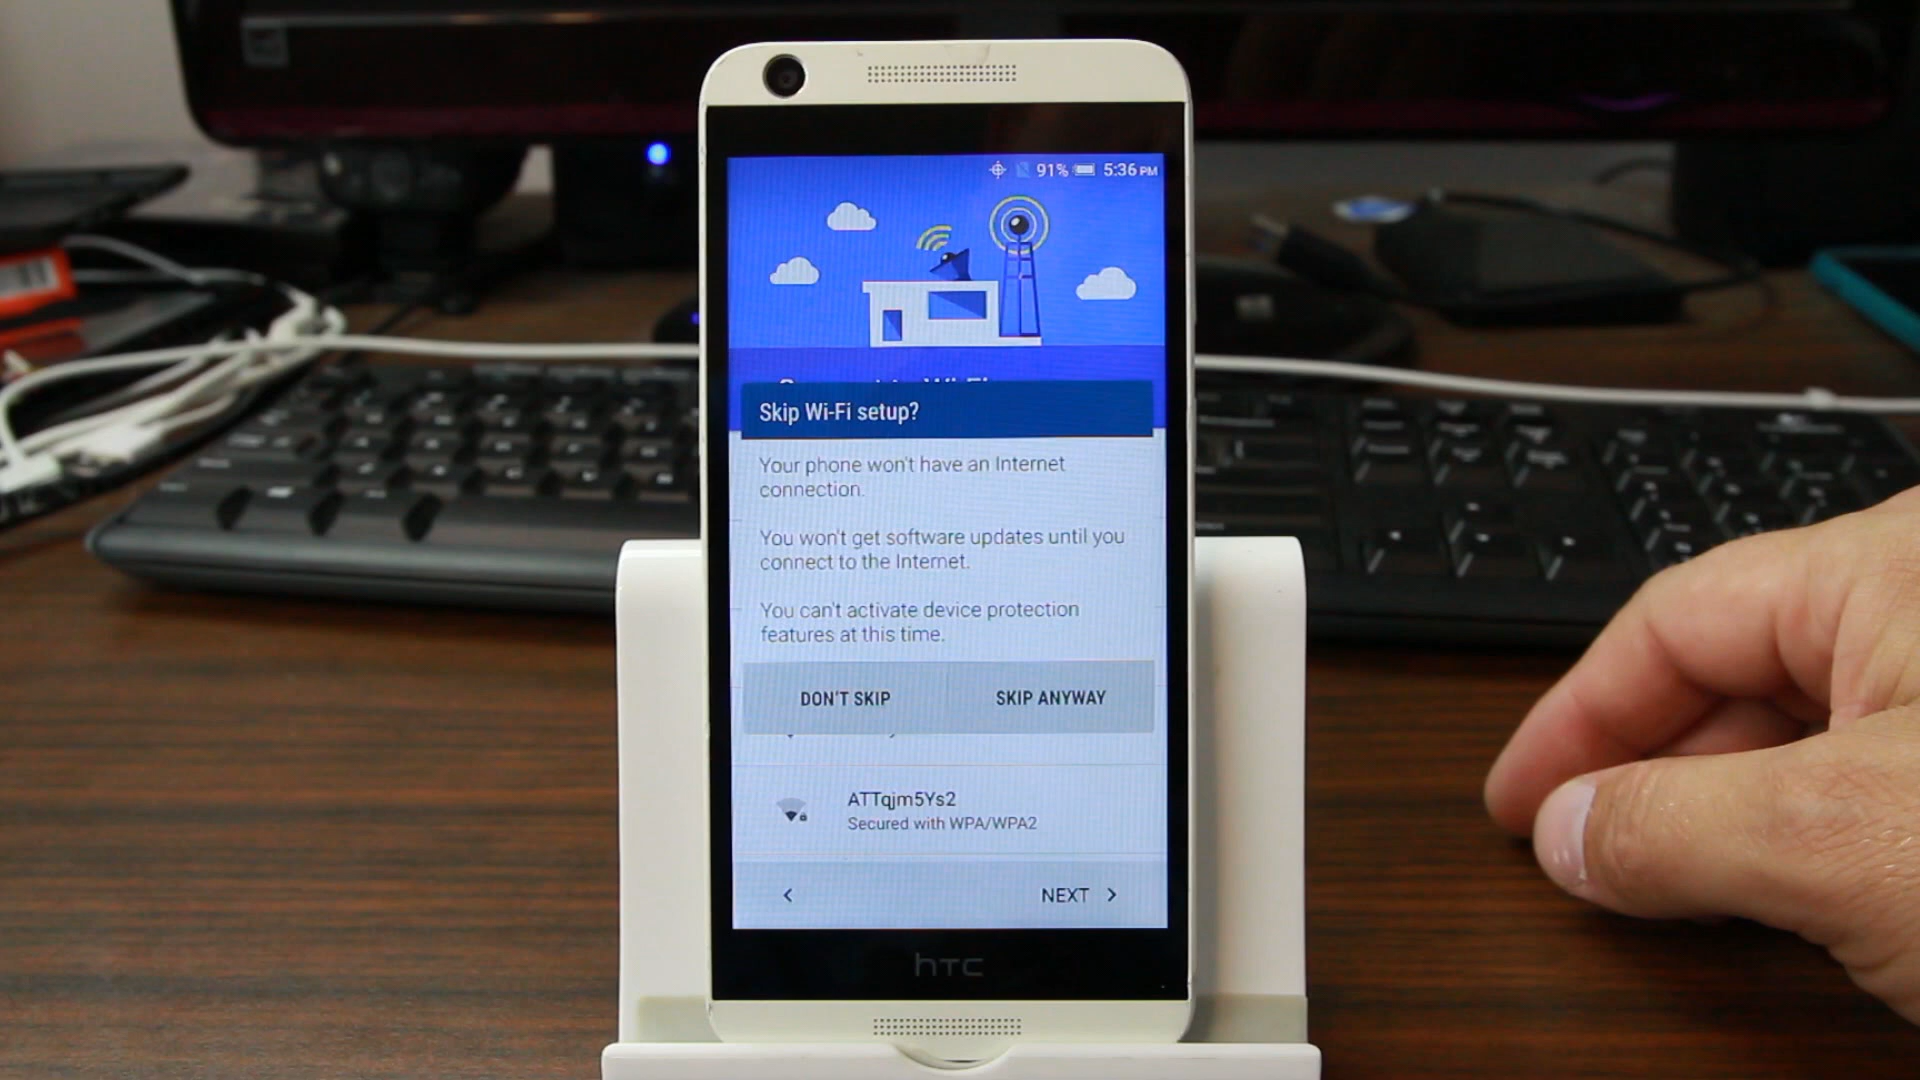 91% 5:36 PM
Skip Wi-Fi setup?
Your phone won't have an Internet
connection.
You won't get software updates until you
connect to the Internet.
You can't activate device protection
features at this time.
DON'T SKIP
SKIP ANYWAY
ATTqjm5Ys2
Secured with WPA/WPA2
< NEXT >
hTC